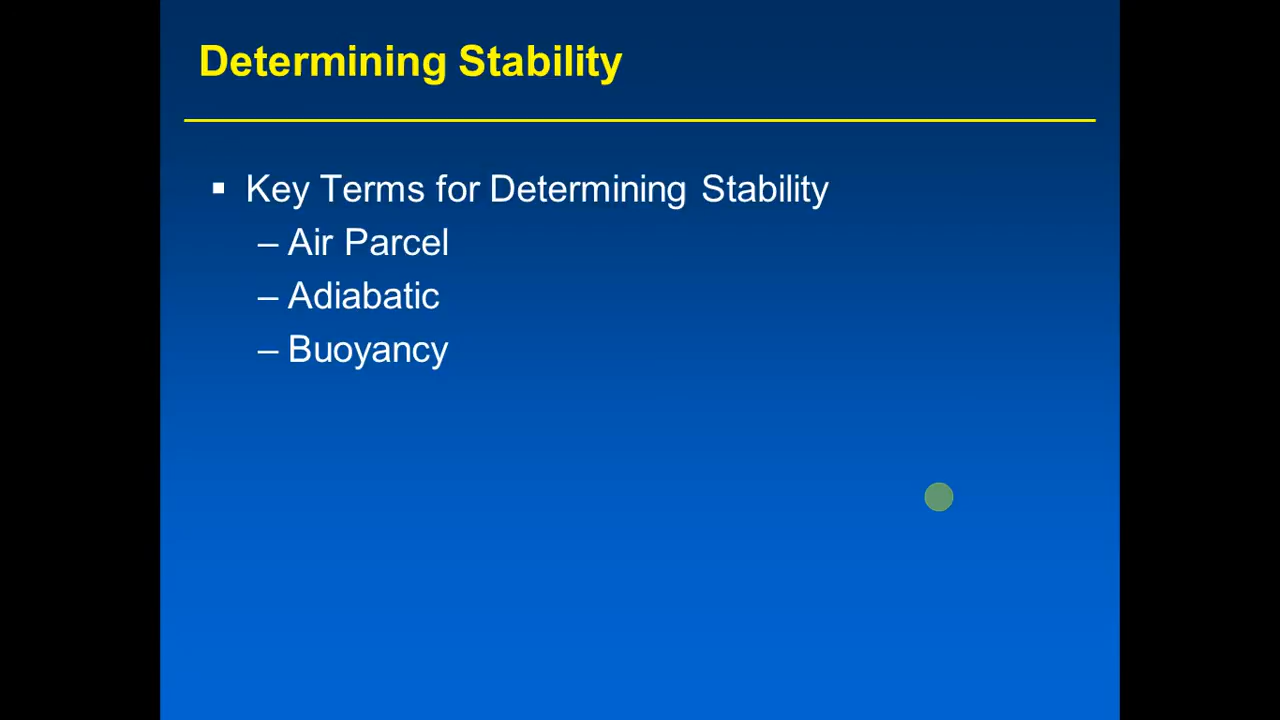 Determining Stability
▪ Key Terms for Determining Stability
– Air Parcel
– Adiabatic
– Buoyancy